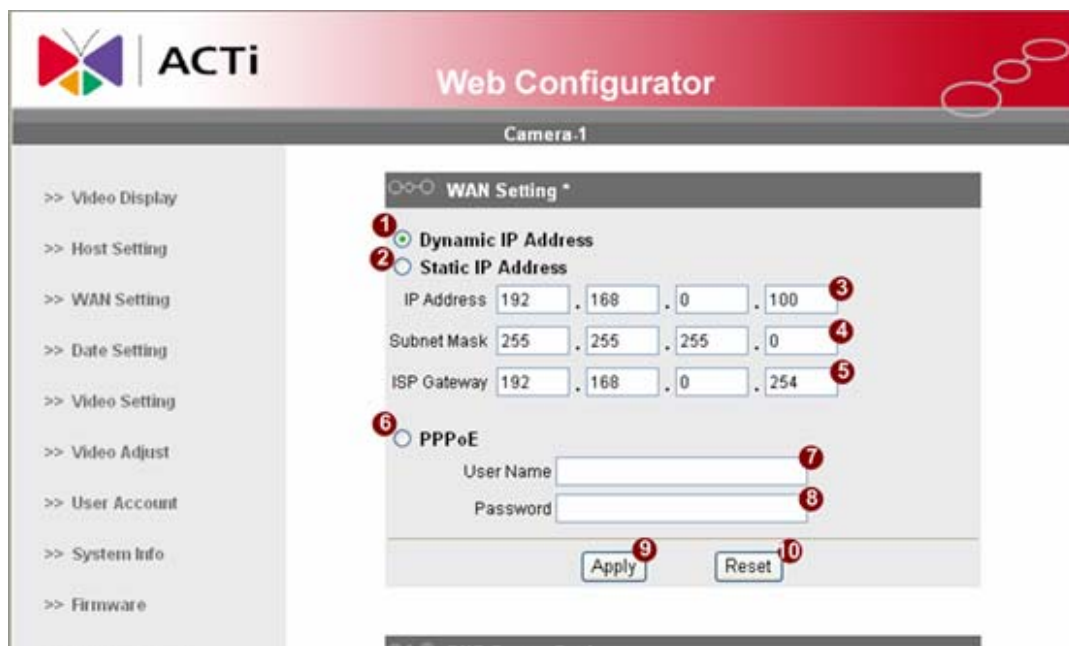 ACTi
Web Configurator
Camera-1
>> Video Display
>> Host Setting
>> WAN Setting
>> Date Setting
>> Video Setting
>> Video Adjust
>> User Account
>> System Info
>> Firmware
WAN Setting *
1 Dynamic IP Address
2 Static IP Address
IP Address 192 . 168 . 0 . 100 3
Subnet Mask 255 . 255 . 255 . 0 4
ISP Gateway 192 . 168 . 0 . 254 5
6 PPPoE
User Name 7
Password 8
Apply 9 Reset 10